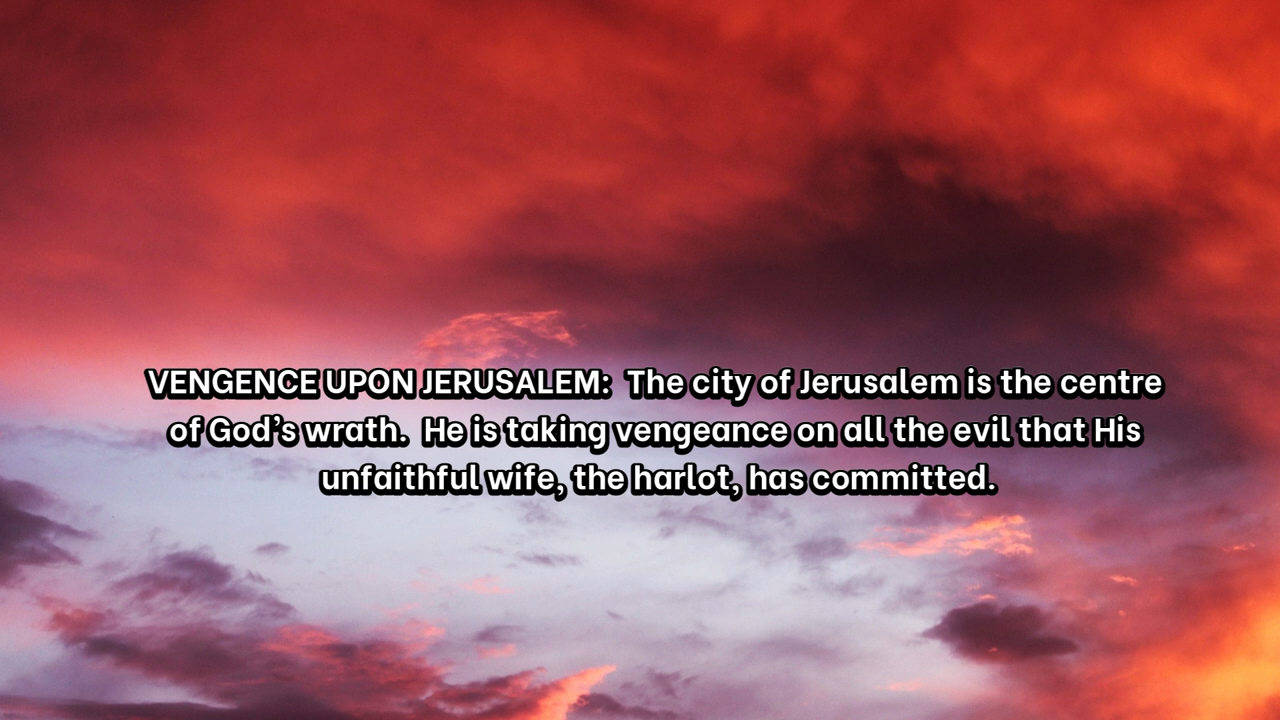 VENGENCE UPON JERUSALEM:  The city of Jerusalem is the centre
of God’s wrath.  He is taking vengeance on all the evil that His
unfaithful wife, the harlot, has committed.